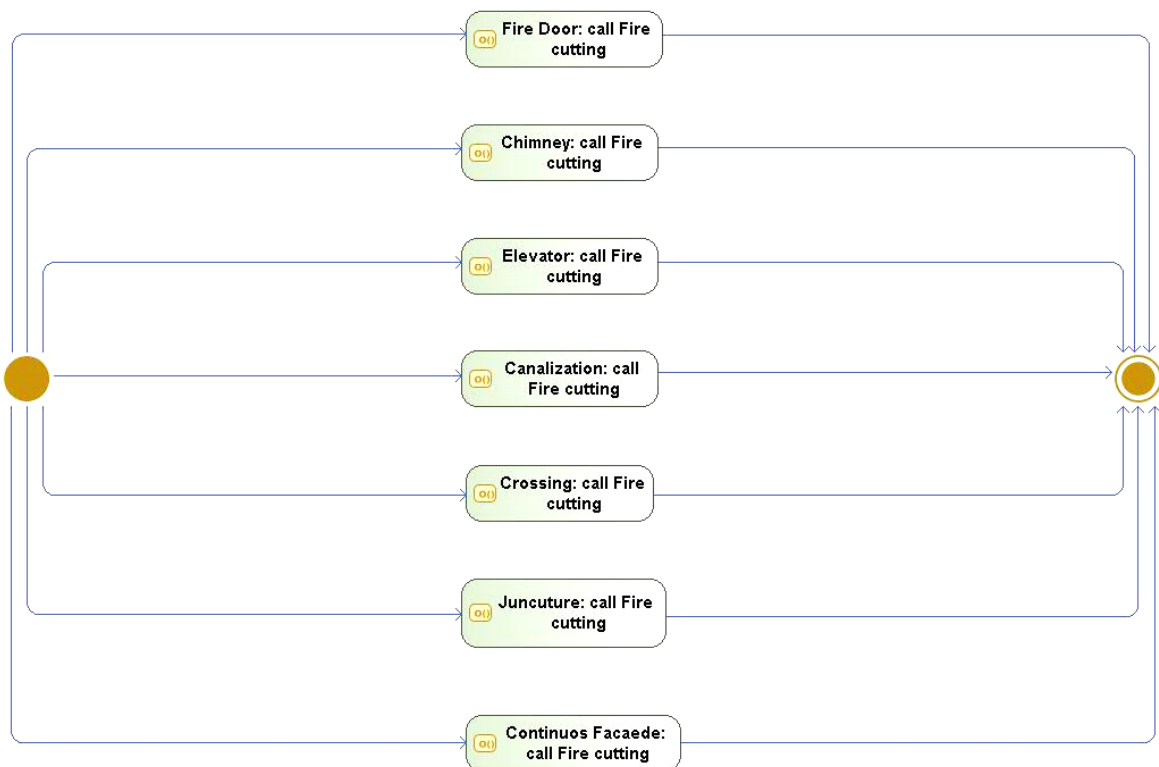 Fire Door: call Fire
cutting
O()
Chimney: call Fire
cutting
O()
Elevator: call Fire
cutting
O()
Canalization: call
Fire cutting
O()
Crossing: call Fire
cutting
O()
Juncuture: call Fire
cutting
O()
Continuos Facaede:
call Fire cutting
O()